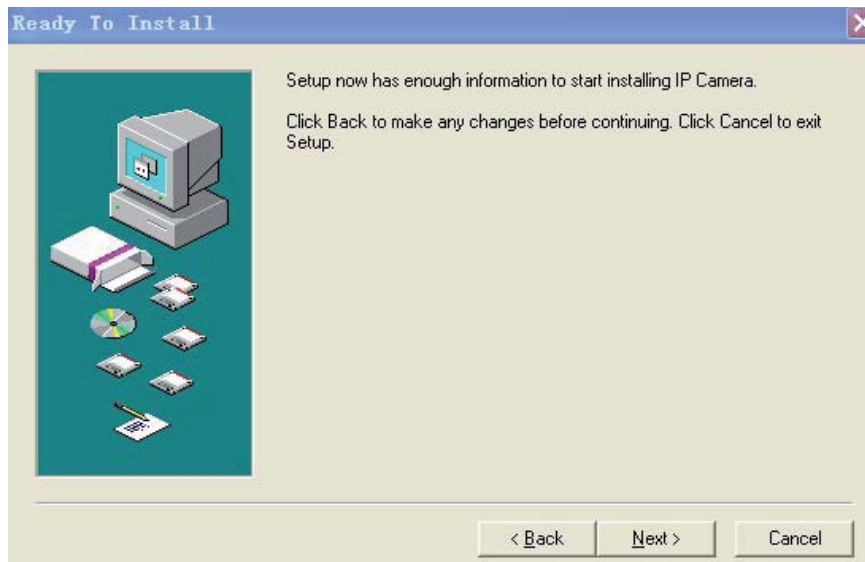 Ready To Install
Setup now has enough information to start installing IP Camera.
Click Back to make any changes before continuing. Click Cancel to exit
Setup.
< Back
Next >
Cancel